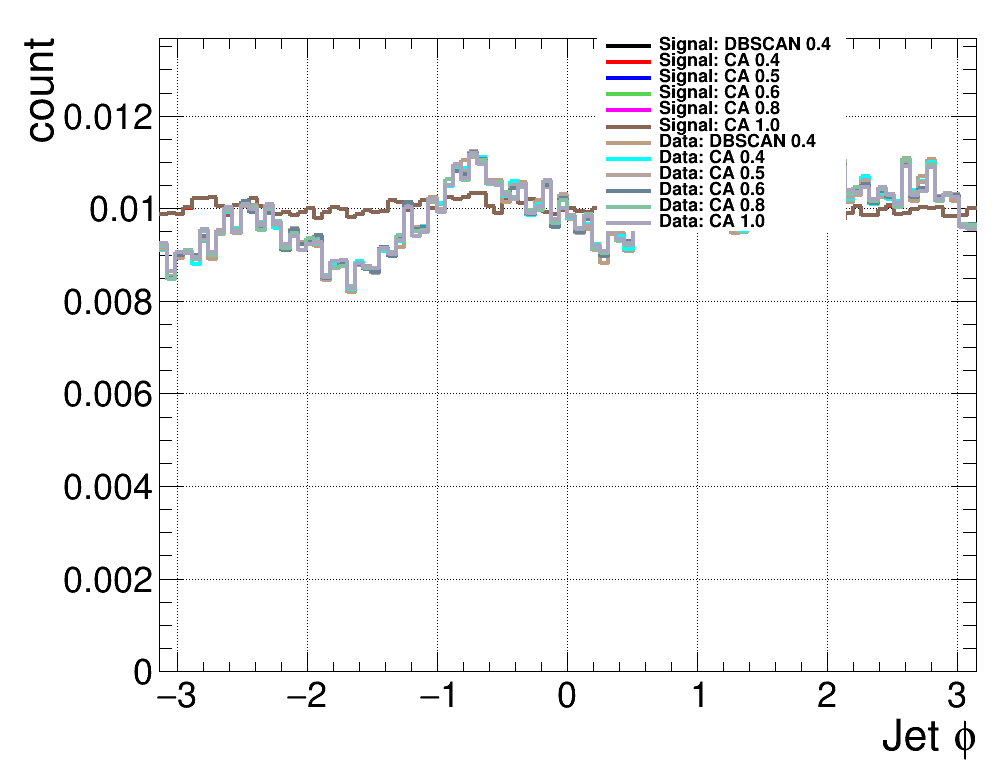 count
Signal: DBSCAN 0.4
Signal: CA 0.4
Signal: CA 0.5
Signal: CA 0.6
Signal: CA 0.8
Signal: CA 1.0
Data: DBSCAN 0.4
Data: CA 0.4
Data: CA 0.5
Data: CA 0.6
Data: CA 0.8
Data: CA 1.0
0.012
0.01
0.008
0.006
0.004
0.002
0
−3 −2 −1 0 1 2 3
Jet ϕ